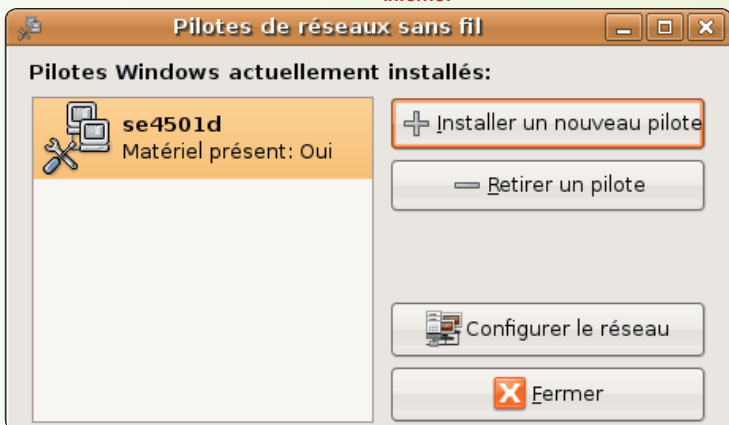 Pilotes de réseaux sans fil
Pilotes Windows actuellement installés:
se4501d
Matériel présent: Oui
Installer un nouveau pilote
Retirer un pilote
Configurer le réseau
Fermer